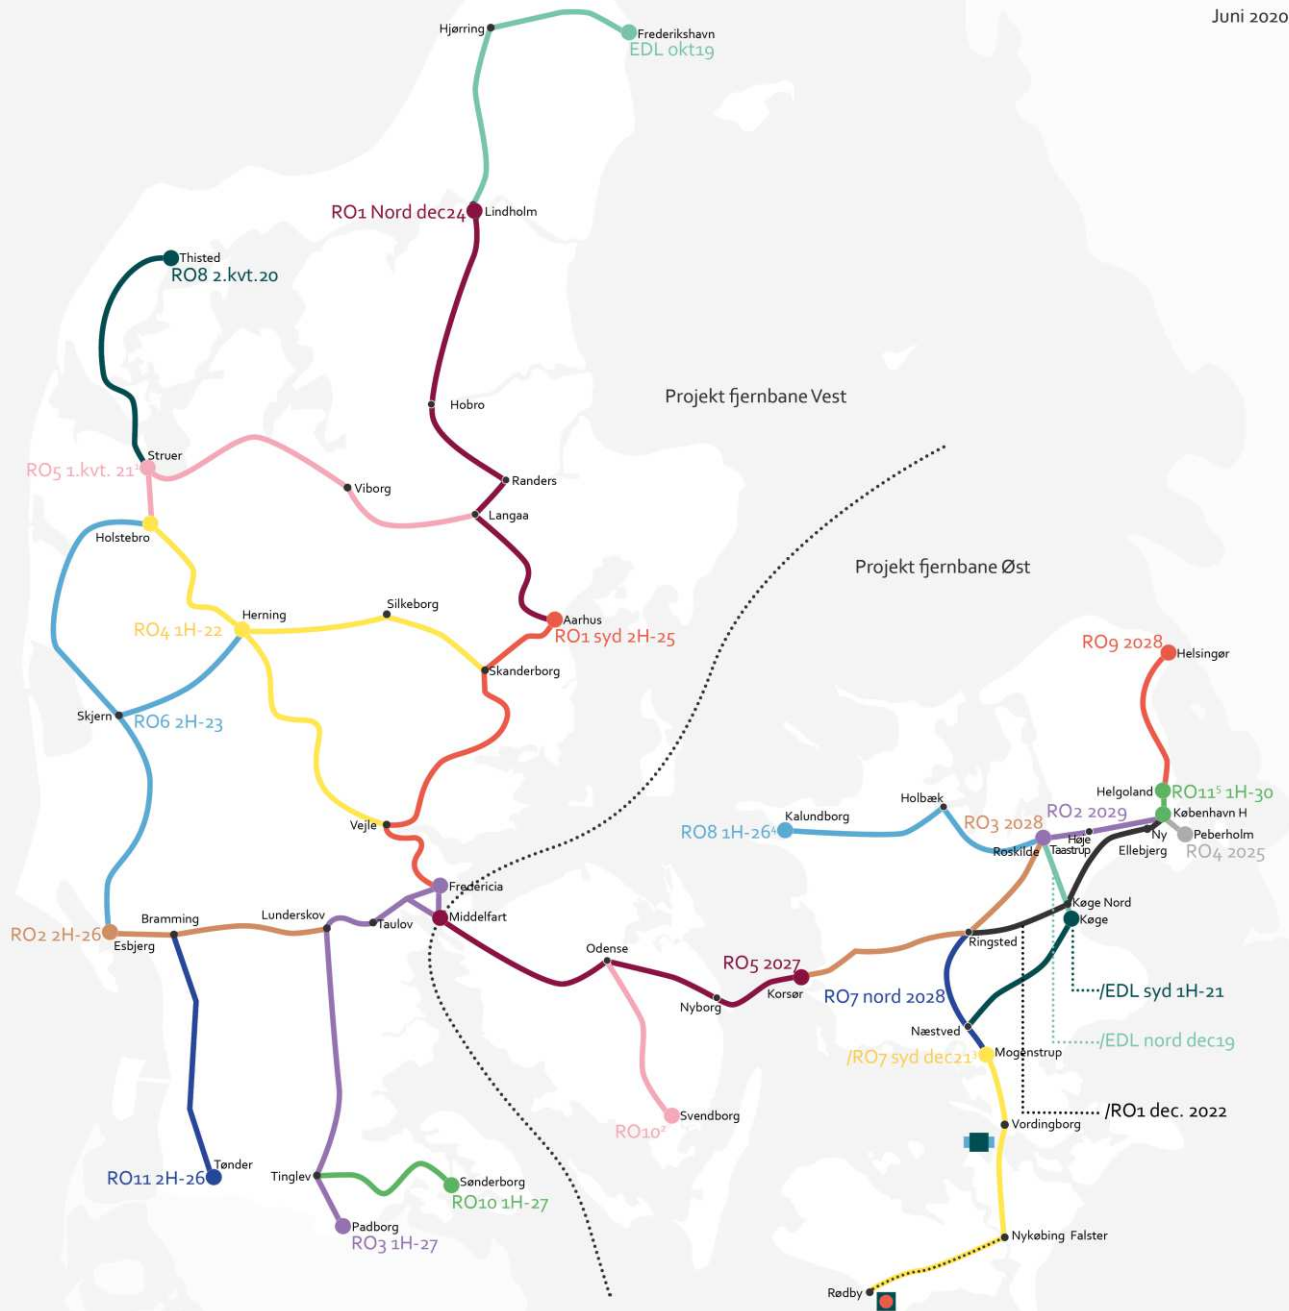 Juni 2020
Hjørring
Frederikshavn
EDL okt19
RO1 Nord dec24
Lindholm
Thisted
RO8 2.kvt.20
Projekt fjernbane Vest
Hobro
Struer
RO5 1.kvt. 21¹
Viborg
Randers
Langaa
Holstebro
Projekt fjernbane Øst
Silkeborg
Herning
RO4 1H-22
Aarhus
RO1 syd 2H-25
Skanderborg
RO9 2028
Helsingør
Skjern
RO6 2H-23
Helgoland
RO11⁵ 1H-30
Holbæk
RO2 2029
København H
Kalundborg
RO3 2028
Vejle
RO8 1H-26⁴
Høje
Taastrup
Ny
Ellebjerg
Peberholm
RO4 2025
Roskilde
Fredericia
Køge Nord
Bramming
Lunderskov
Taulov
Middelfart
Køge
RO2 2H-26
Esbjerg
Ringsted
Odense
RO5 2027
Korsør
RO7 nord 2028
/EDL syd 1H-21
Nyborg
Næstved
/EDL nord dec19
/RO7 syd dec21³
Mogenstrup
Svendborg
RO10²
/RO1 dec. 2022
Vordingborg
Tønder
RO11 2H-26
Tinglev
Sønderborg
RO10 1H-27
Padborg
RO3 1H-27
Nykøbing Falster
Rødby